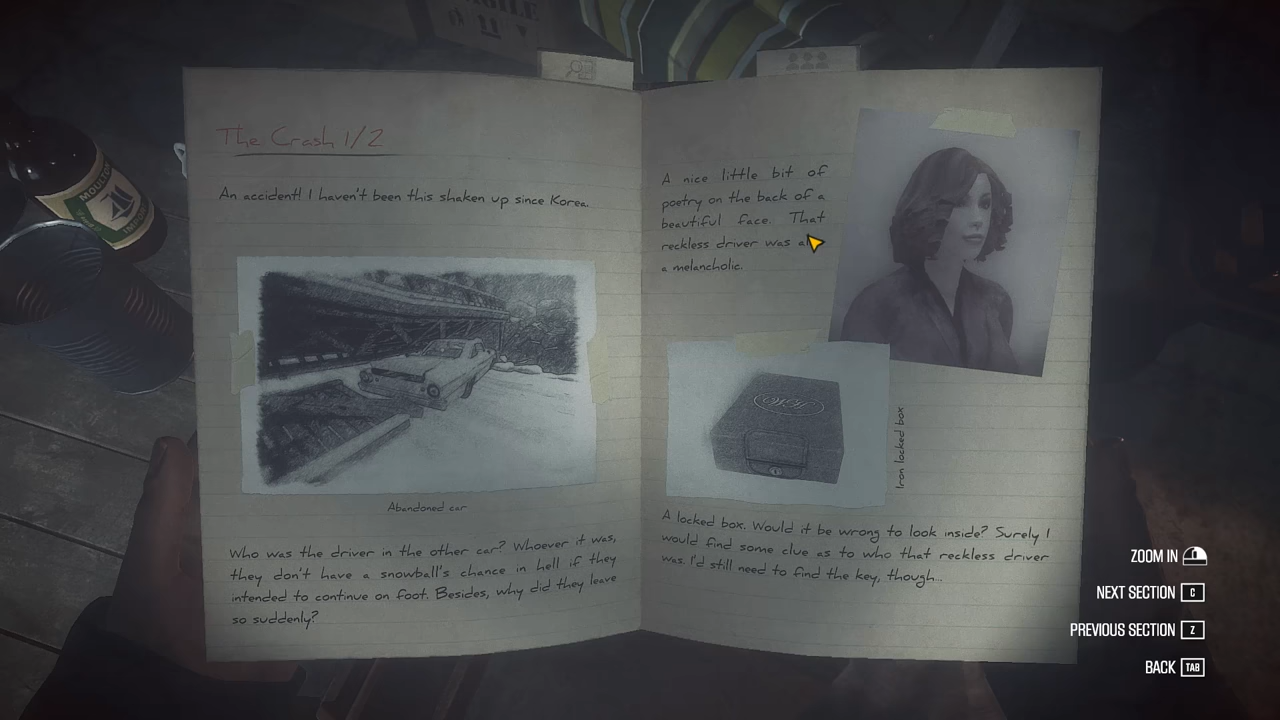 The Crash 1/2
An accident! I haven't been this shaken up since Korea.
Abandoned car
Who was the driver in the other car? Whoever it was,
they don't have a snowball's chance in hell if they
intended to continue on foot. Besides, why did they leave
so suddenly?
A nice little bit of
poetry on the back of a
beautiful face. That
reckless driver was
a melancholic.
Iron locked box
A locked box. Would it be wrong to look inside? Surely I
would find some clue as to who that reckless driver
was. I'd still need to find the key, though...
MOULTON
ZOOM IN
NEXT SECTION C
PREVIOUS SECTION Z
BACK TAB